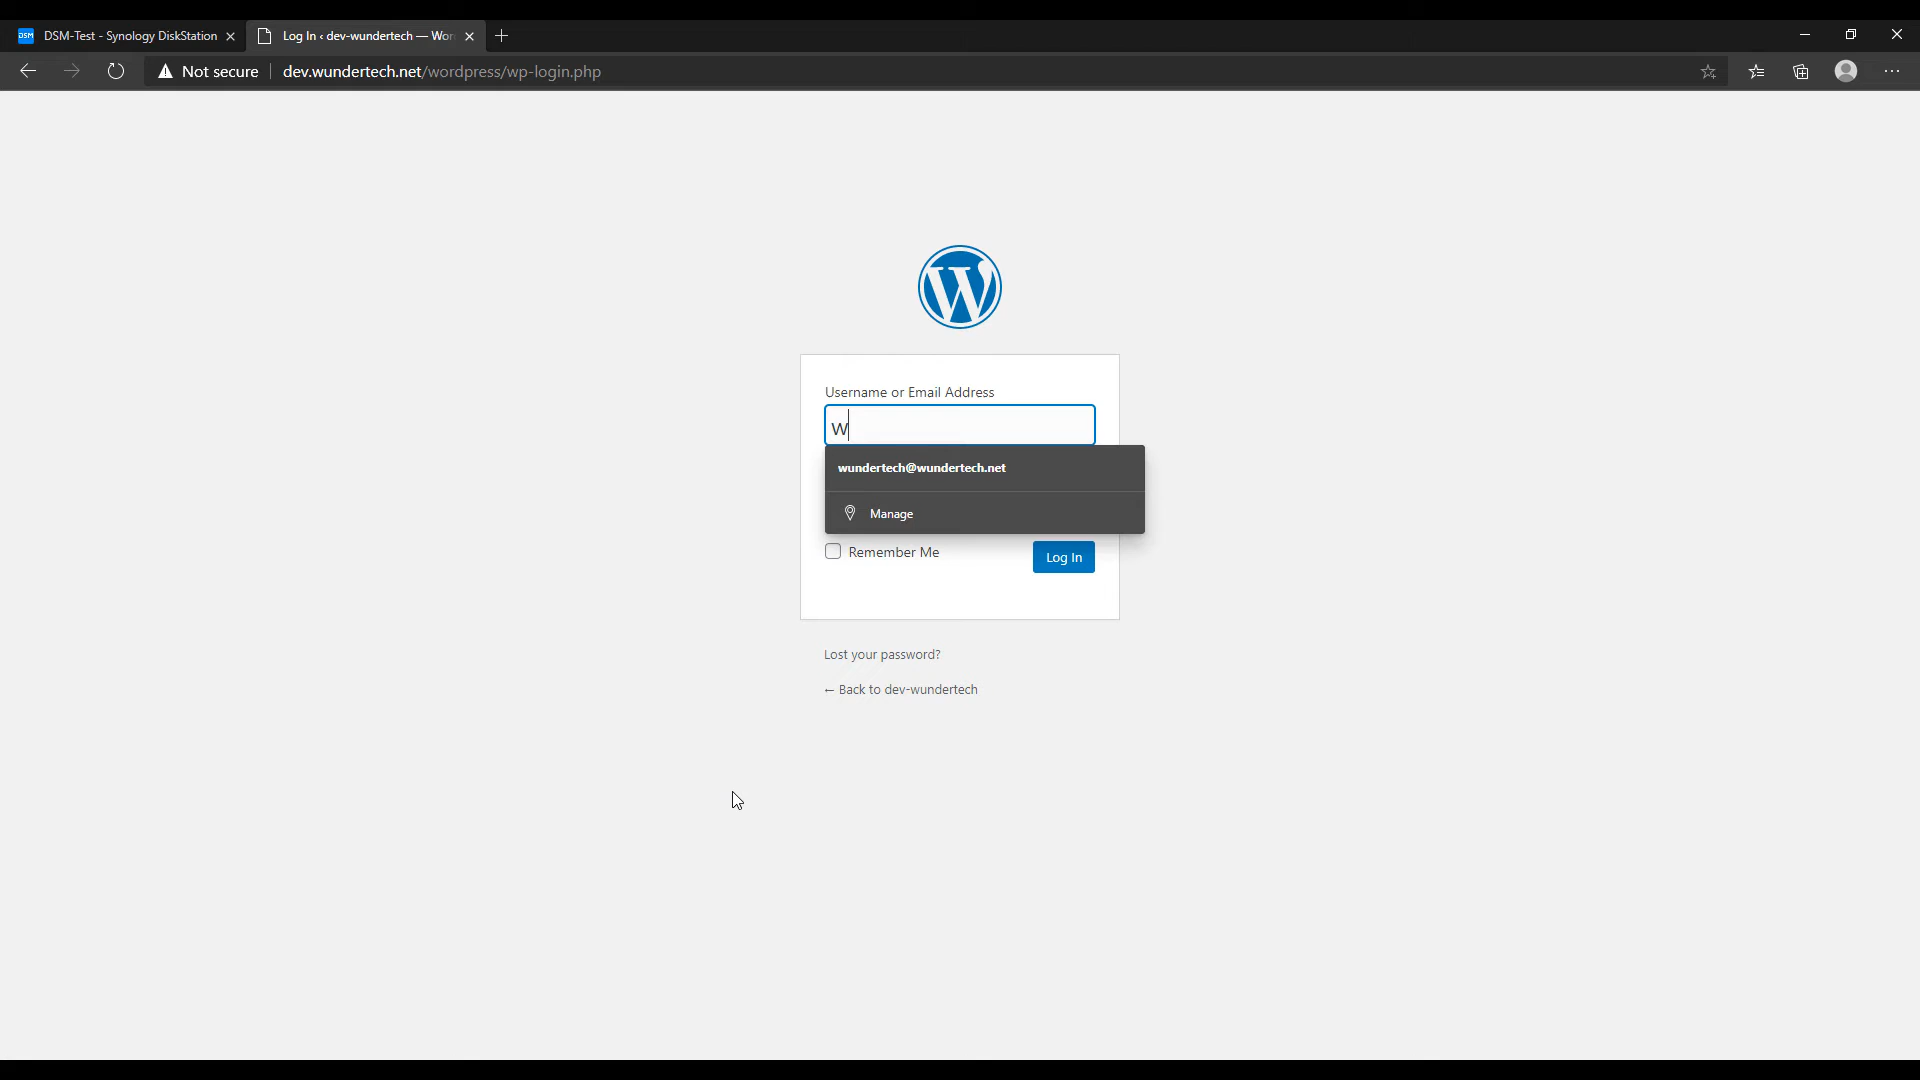 DSM-Test - Synology DiskStation
Log In ‹ dev-wundertech — Wor
Not secure
dev.wundertech.net/wordpress/wp-login.php
Username or Email Address
W
wundertech@wundertech.net
Manage
Remember Me
Log In
Lost your password?
← Back to dev-wundertech